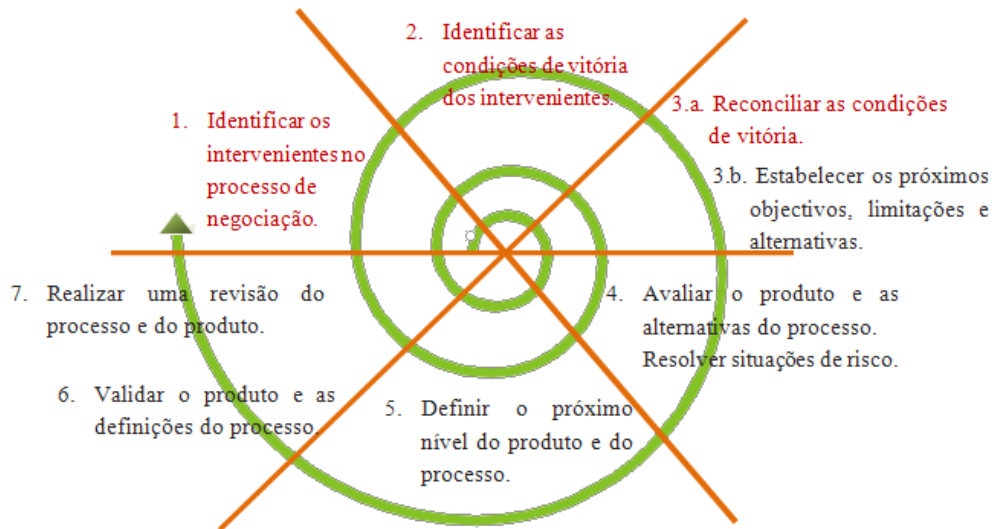 1. Identificar os
intervenientes no
processo de
negociação.
2. Identificar as
condições de vitória
dos intervenientes.
3.a. Reconciliar as condições
de vitória.
3.b. Estabelecer os próximos
objectivos, limitações e
alternativas.
4. Avaliar o produto e as
alternativas do processo.
Resolver situações de risco.
5. Definir o próximo
nível do produto e do
processo.
6. Validar o produto e as
definições do processo.
7. Realizar uma revisão do
processo e do produto.